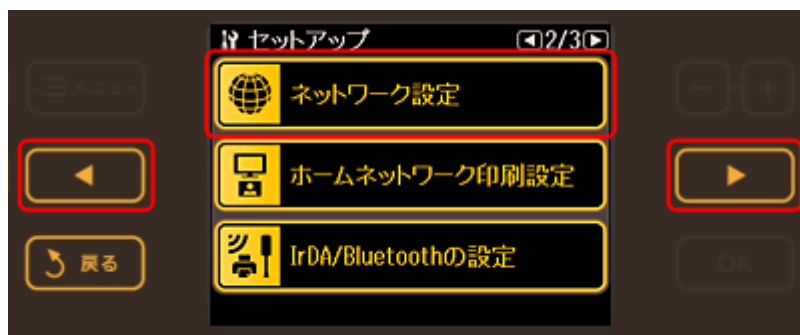 セットアップ ◀2/3▶
メニュー
ネットワーク設定
ホームネットワーク印刷設定
戻る
IrDA/Bluetoothの設定
OK